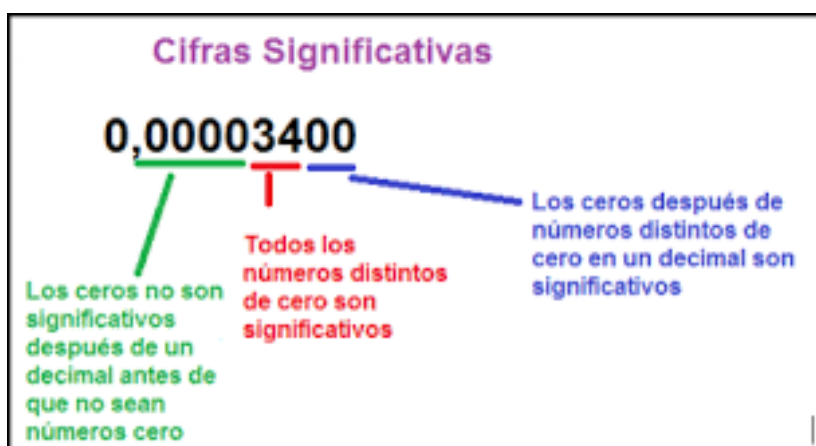 Cifras Significativas
0,00003400
Los ceros no son
significativos
después de un
decimal antes de
que no sean
números cero
Todos los
números distintos
de cero son
significativos
Los ceros después de
números distintos de
cero en un decimal son
significativos